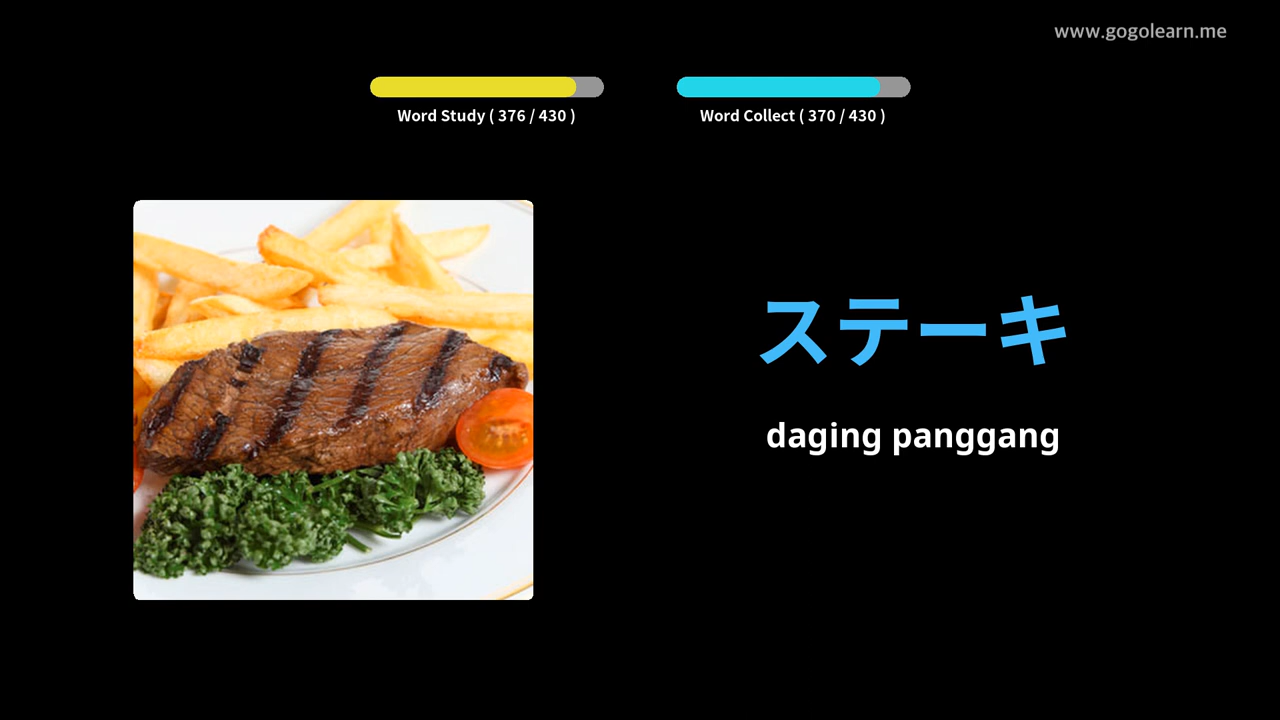 www.gogolearn.me
Word Study ( 376 / 430 )
Word Collect ( 370 / 430 )
ステーキ
daging panggang